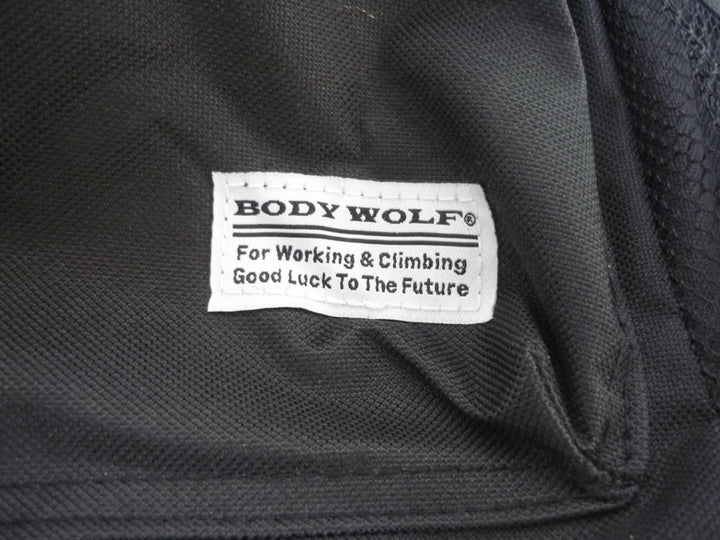 BODY WOLF®
For Working & Climbing
Good Luck To The Future